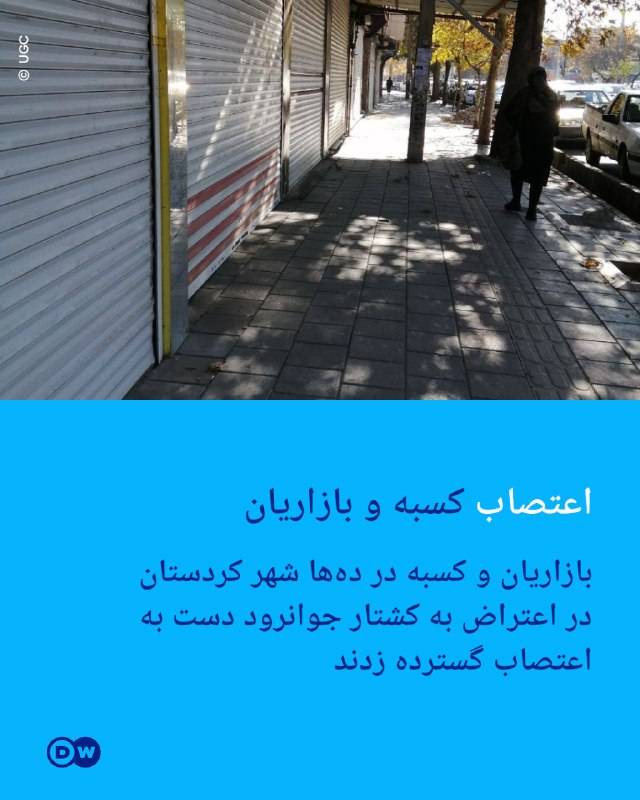 © UGC
اعتصاب کسبه و بازاریان
بازاریان و کسبه در ده‌ها شهر کردستان
در اعتراض به کشتار جوانرود دست به
اعتصاب گسترده زدند
DW